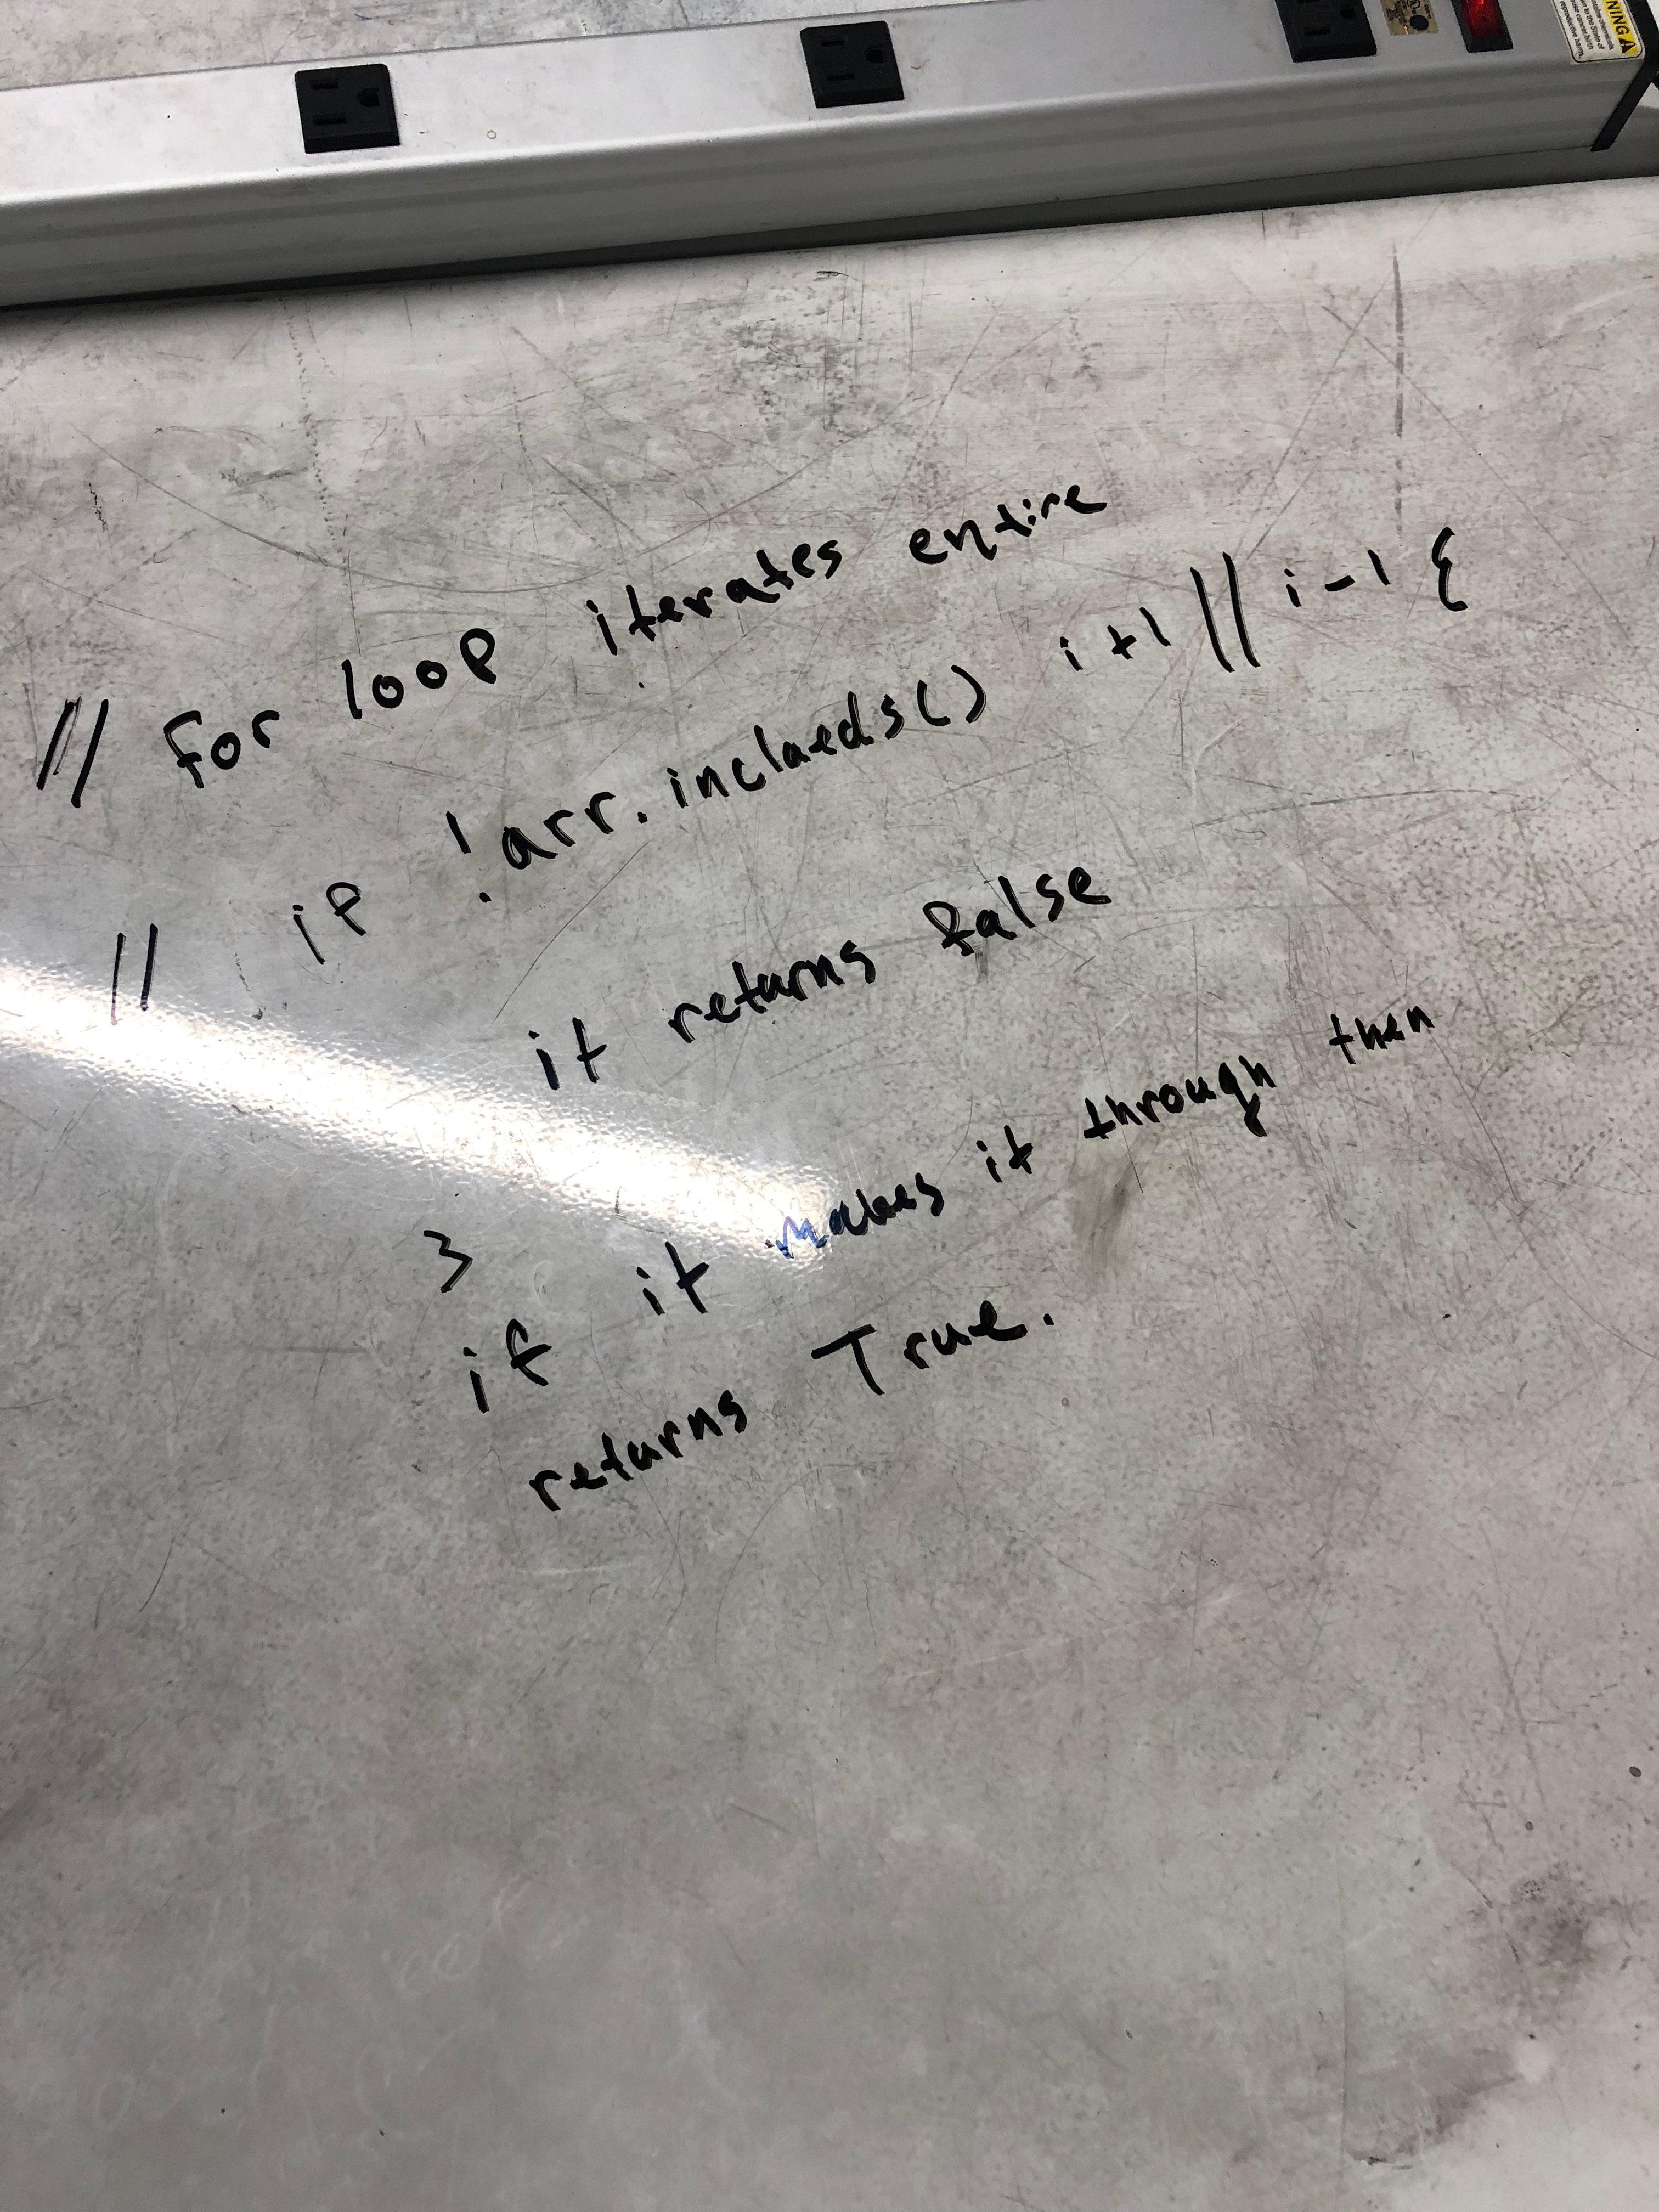 NING
// for loop iterates entire
// if !arr.inclueds() i+1 || i-1 {
it returns false
}
if it makes it through then
returns True.